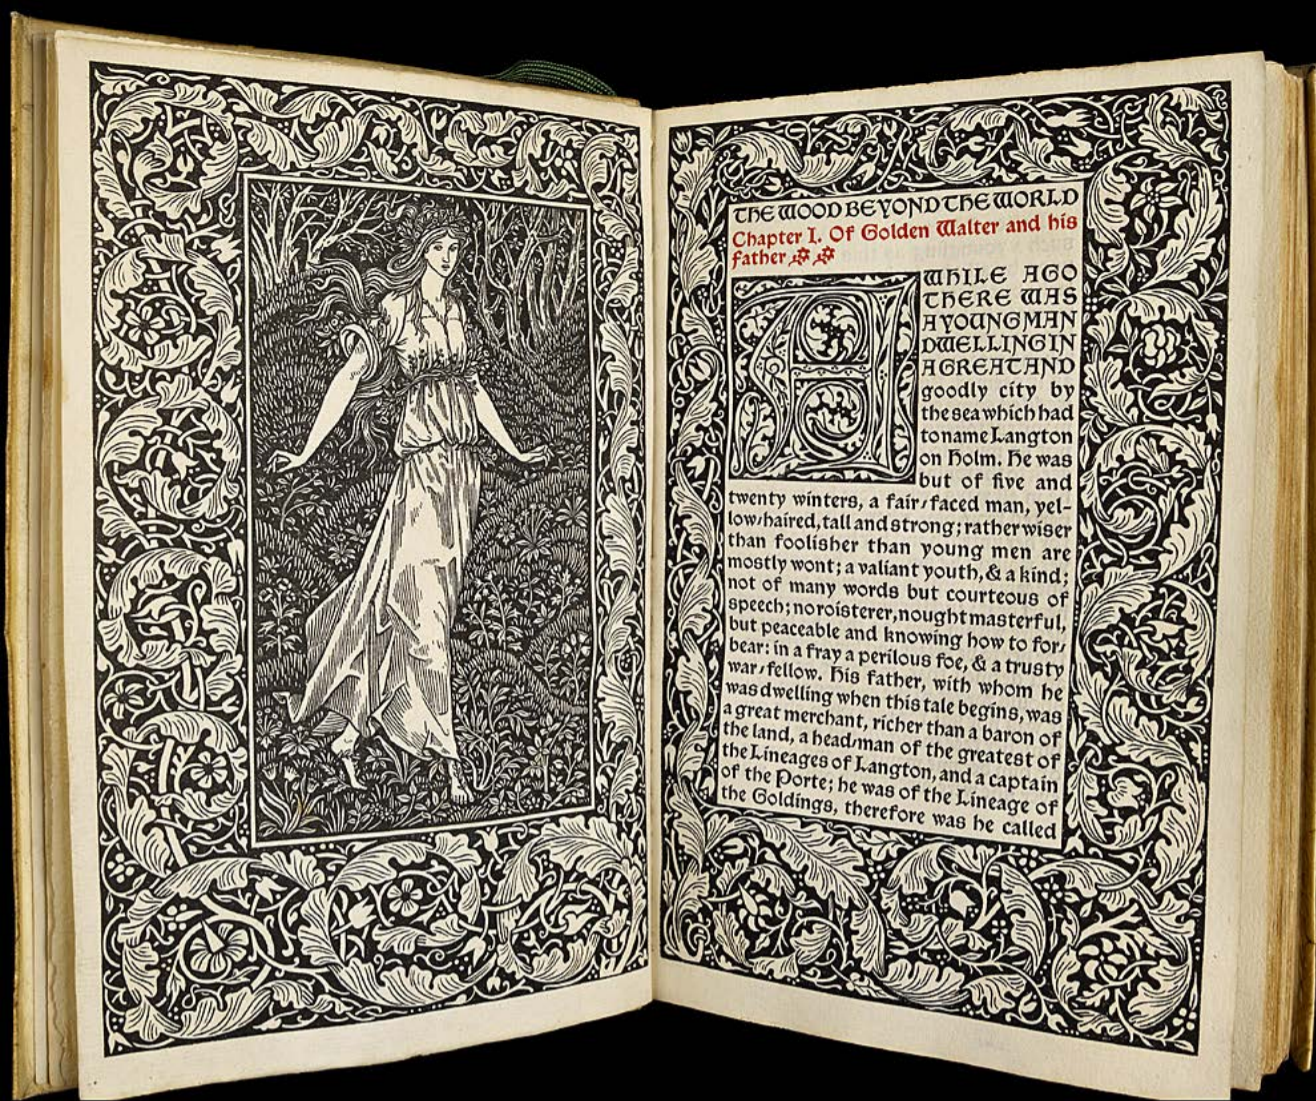 THE WOOD BEYOND THE WORLD
Chapter I. Of Golden Walter and his
father
A WHILE AGO
THERE WAS
A YOUNG MAN
DWELLING IN
A GREAT AND
goodly city by
the sea which had
to name Langton
on Holm. He was
but of five and
twenty winters, a fair-faced man, yel-
low-haired, tall and strong; rather wiser
than foolisher than young men are
mostly wont; a valiant youth, & a kind;
not of many words but courteous of
speech; no roisterer, nought masterful,
but peaceable and knowing how to for-
bear: in a fray a perilous foe, & a trusty
war-fellow. His father, with whom he
was dwelling when this tale begins, was
a great merchant, richer than a baron of
the land, a head-man of the greatest of
the Lineages of Langton, and a captain
of the Porte; he was of the Lineage of
the Goldings, therefore was he called